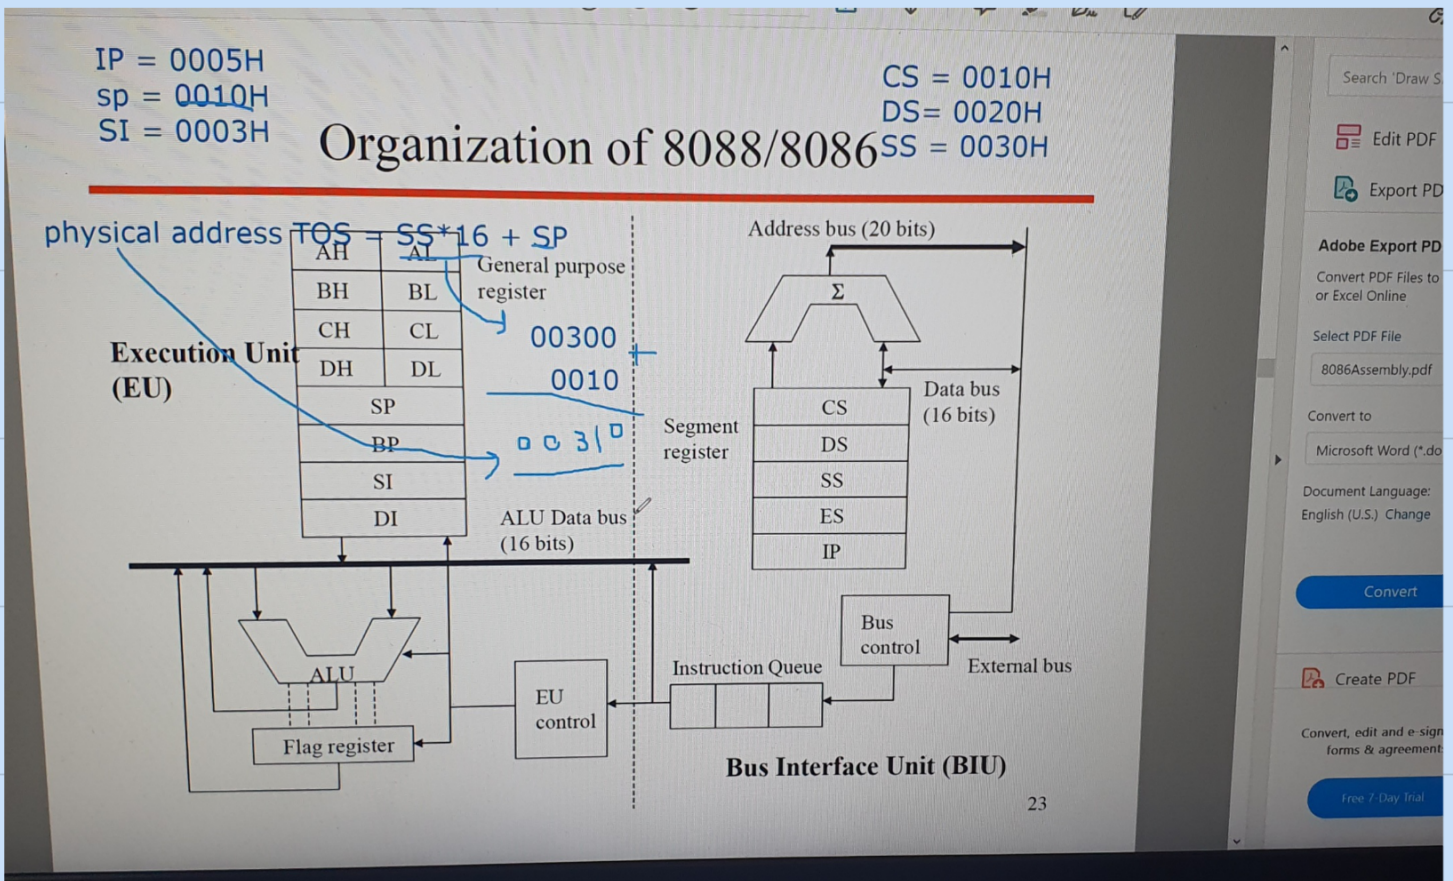 IP = 0005H
sp = 0010H
SI = 0003H
CS = 0010H
DS= 0020H
SS = 0030H
Organization of 8088/8086
physical address TOS = SS*16 + SP
AH AL
BH BL
CH CL
DH DL
SP
BP
SI
DI
General purpose
register
Execution Unit
(EU)
00300
+
0010
00310
ALU Data bus
(16 bits)
ALU
Flag register
EU
control
Address bus (20 bits)
Σ
Data bus
(16 bits)
Segment
register
CS
DS
SS
ES
IP
Bus
control
External bus
Instruction Queue
Bus Interface Unit (BIU)
23
Search 'Draw S
Edit PDF
Export PD
Adobe Export PD
Convert PDF Files to
or Excel Online
Select PDF File
8086Assembly.pdf
Convert to
Microsoft Word (*.do
Document Language:
English (U.S.) Change
Convert
Create PDF
Convert, edit and e-sign
forms & agreement
Free 7-Day Trial